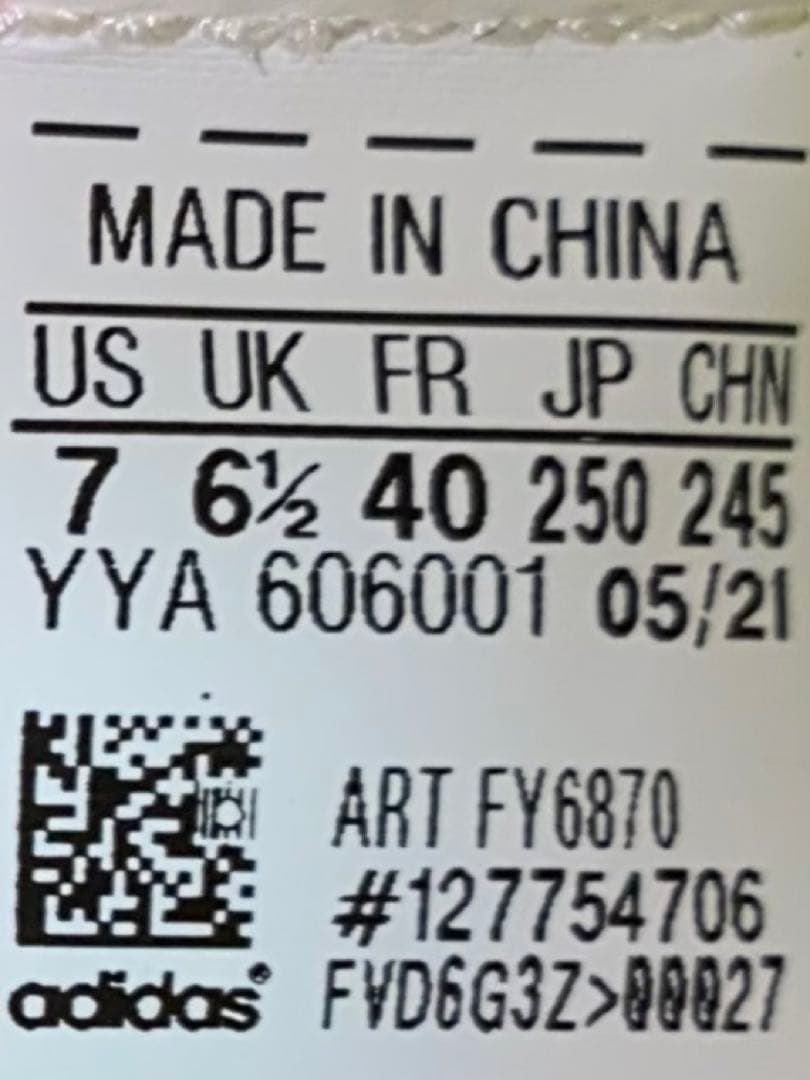 MADE IN CHINA
US UK FR JP CHN
7 6½ 40 250 245
YYA 606001 05/21
ART FY6870
#127754706
adidas® FVD6G3Z>00027